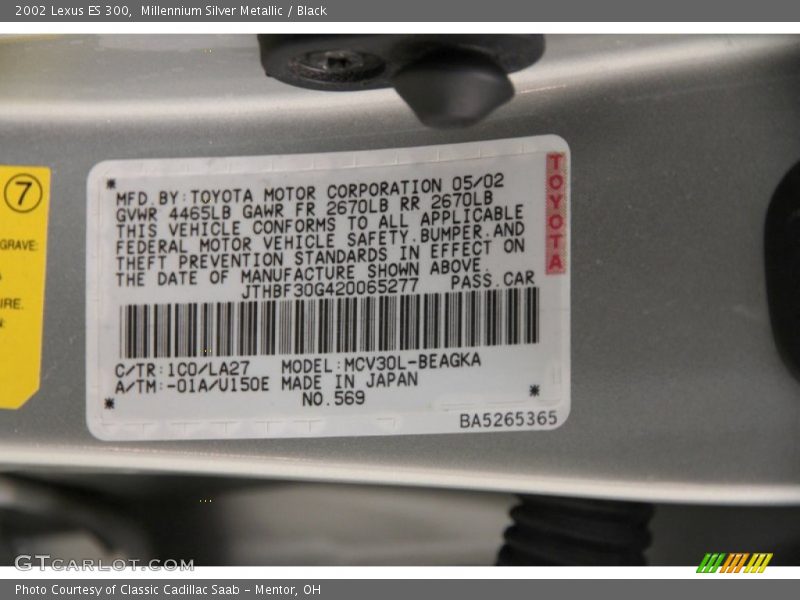 2002 Lexus ES 300, Millennium Silver Metallic / Black
7
GRAVE:
URE.
MFD. BY: TOYOTA MOTOR CORPORATION 05/02
GVWR 4465LB GAWR FR 2670LB RR 2670LB
THIS VEHICLE CONFORMS TO ALL APPLICABLE
FEDERAL MOTOR VEHICLE SAFETY, BUMPER, AND
THEFT PREVENTION STANDARDS IN EFFECT ON
THE DATE OF MANUFACTURE SHOWN ABOVE.
JTHBF30G420065277 PASS. CAR
TOYOTA
C/TR: 1C0/LA27 MODEL: MCV30L-BEAGKA
A/TM: -01A/U150E MADE IN JAPAN
NO. 569
BA5265365
GTCARLOT.COM
Photo Courtesy of Classic Cadillac Saab - Mentor, OH